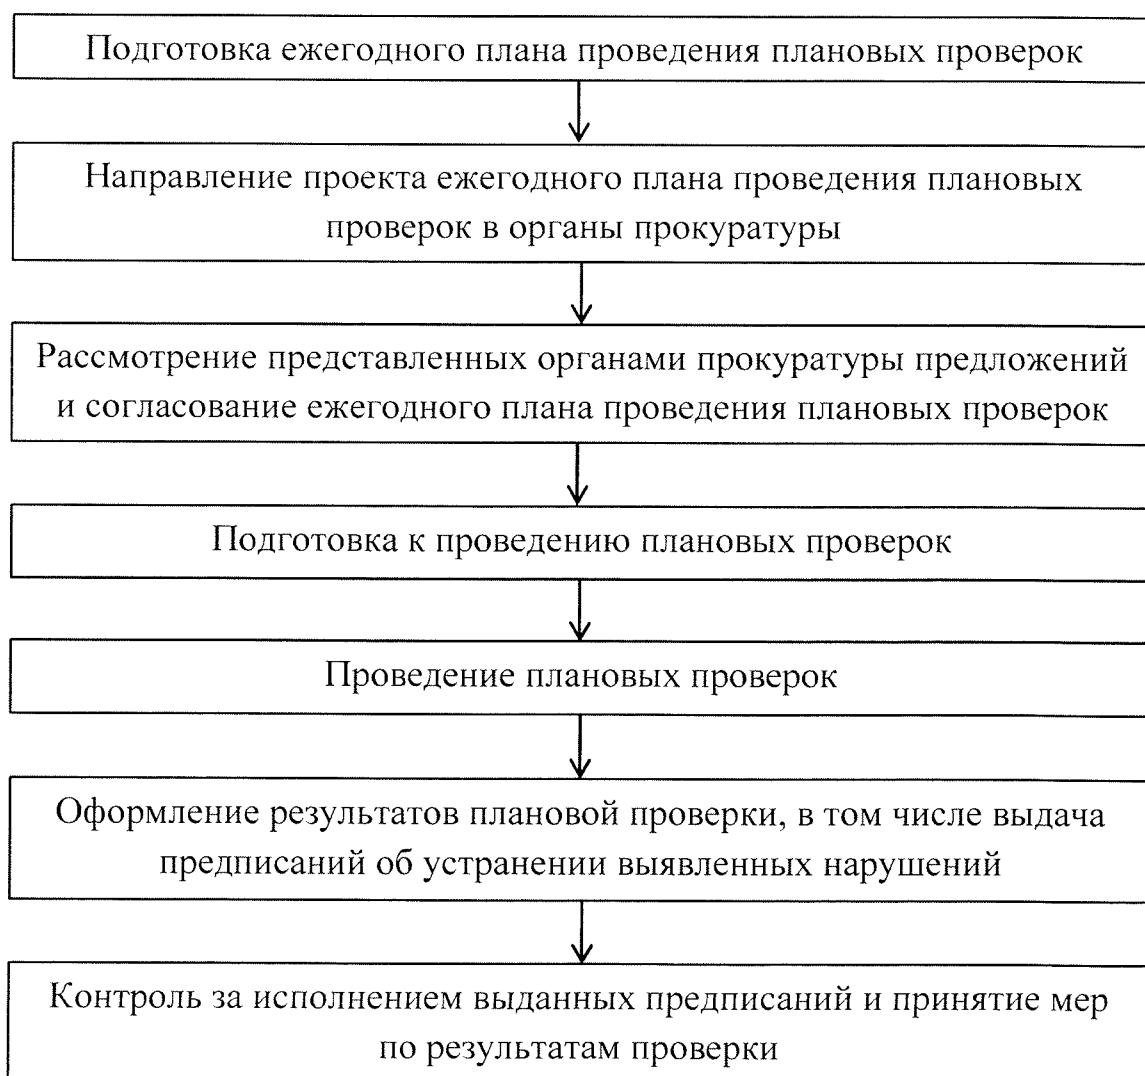 Подготовка ежегодного плана проведения плановых проверок
Направление проекта ежегодного плана проведения плановых
проверок в органы прокуратуры
Рассмотрение представленных органами прокуратуры предложений
и согласование ежегодного плана проведения плановых проверок
Подготовка к проведению плановых проверок
Проведение плановых проверок
Оформление результатов плановой проверки, в том числе выдача
предписаний об устранении выявленных нарушений
Контроль за исполнением выданных предписаний и принятие мер
по результатам проверки